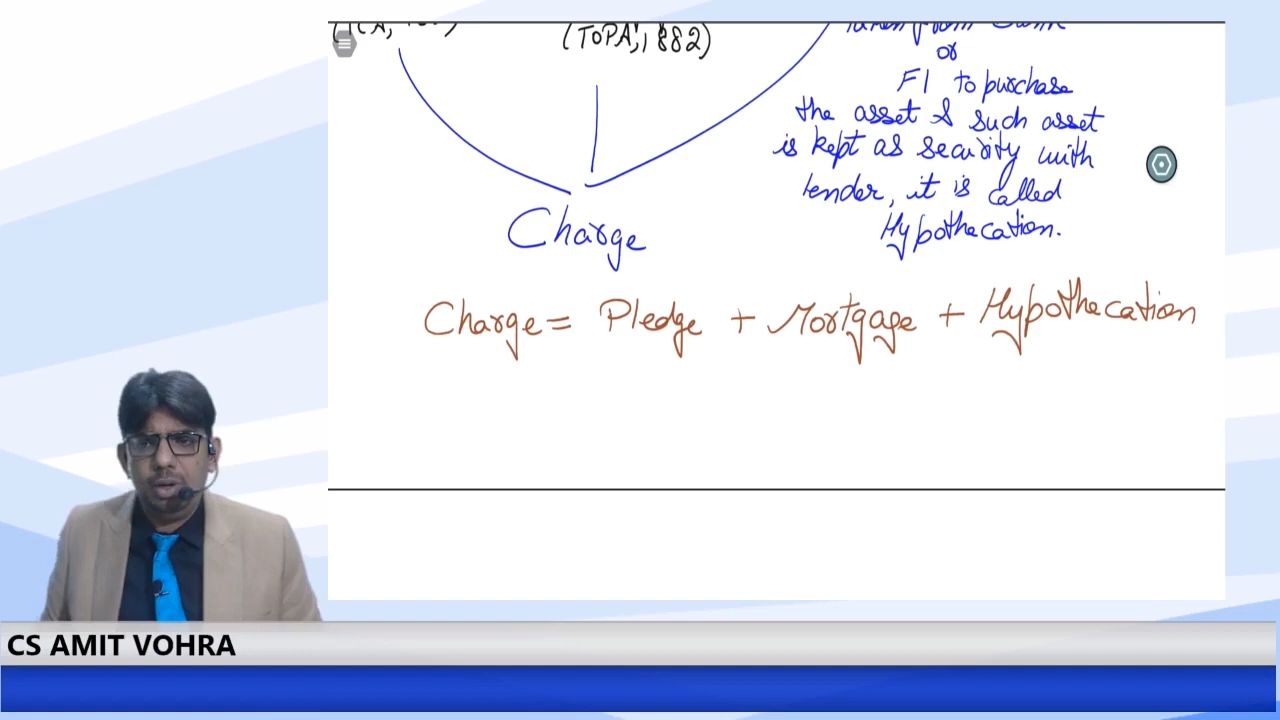 (TOPA, 1882)
or
FI to purchase
the asset & such asset
is kept as security with
lender, it is called
Hypothecation.
Charge
Charge = Pledge + Mortgage + Hypothecation
CS AMIT VOHRA